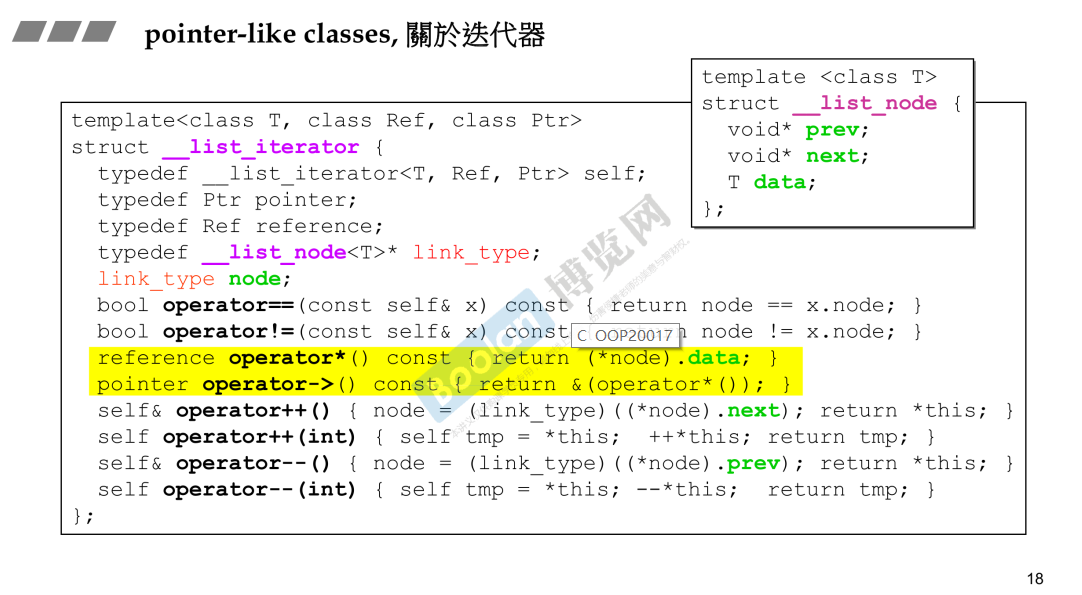 pointer-like classes, 關於迭代器
template <class T>
struct __list_node {
void* prev;
void* next;
T data;
};
template<class T, class Ref, class Ptr>
struct __list_iterator {
typedef __list_iterator<T, Ref, Ptr> self;
typedef Ptr pointer;
typedef Ref reference;
typedef __list_node<T>* link_type;
link_type node;
bool operator==(const self& x) const { return node == x.node; }
bool operator!=(const self& x) const node != x.node; }
C OOP20017
reference operator*() const { return (*node).data; }
pointer operator->() const { return &(operator*()); }
self& operator++() { node = (link_type)((*node).next); return *this; }
self operator++(int) { self tmp = *this; ++*this; return tmp; }
self& operator--() { node = (link_type)((*node).prev); return *this; }
self operator--(int) { self tmp = *this; --*this; return tmp; }
};
Boolan 博览网
18